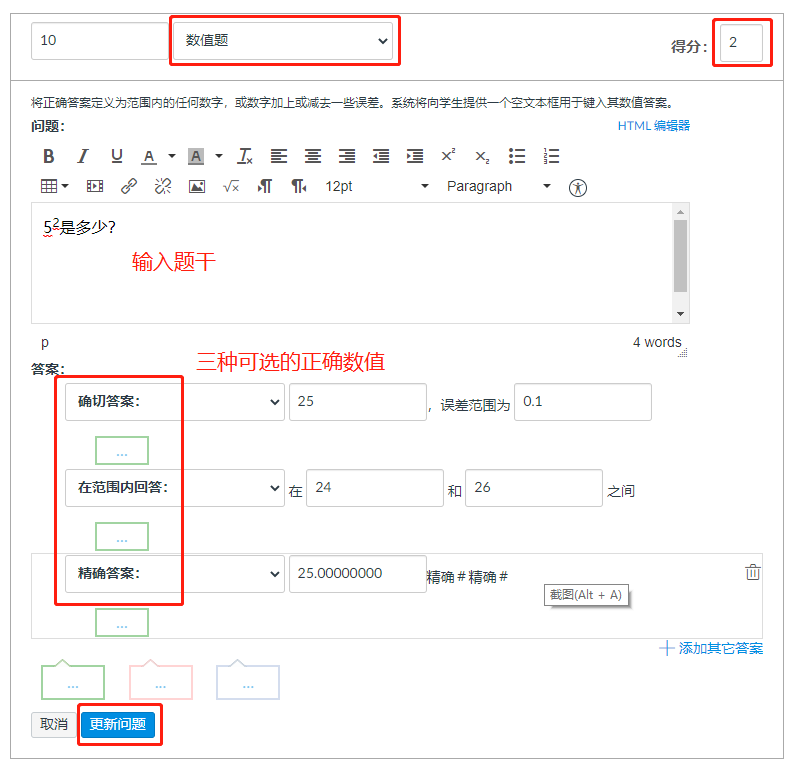 10 数值题 得分: 2
将正确答案定义为范围内的任何数字，或数字加上或减去一些误差。系统将向学生提供一个空文本框用于键入其数值答案。
问题: HTML 编辑器
B I U A A Tx x² x₂
√x 12pt Paragraph
5²是多少?
输入题干
p 4 words
三种可选的正确数值
答案:
确切答案: 25 ，误差范围为 0.1
...
在范围内回答: 在 24 和 26 之间
...
精确答案: 25.00000000 精确 # 精确 #
截图(Alt + A)
...
添加其它答案
... ... ...
取消 更新问题